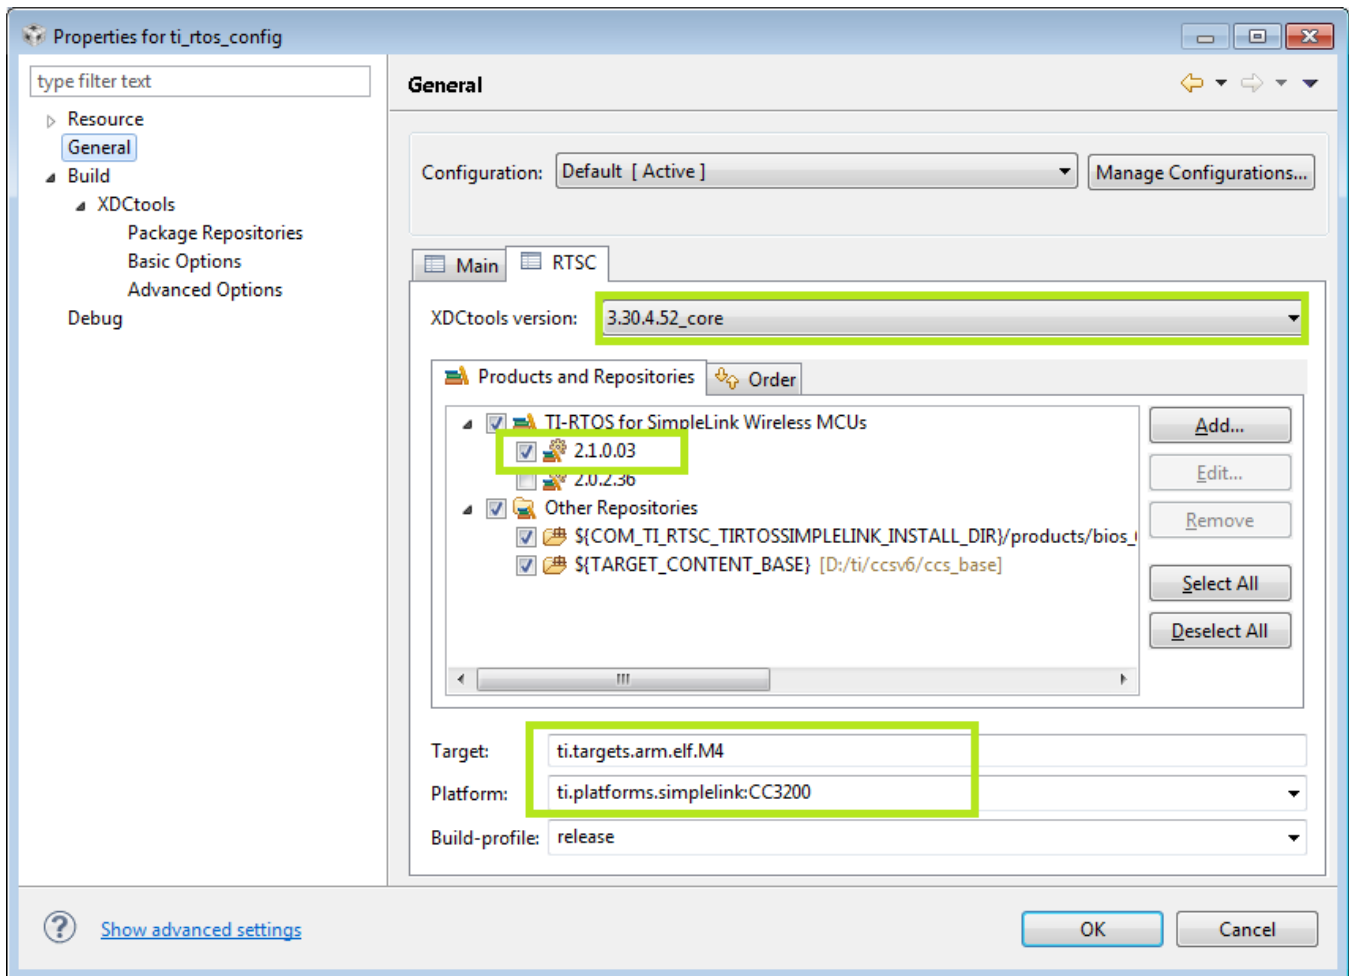 Properties for ti_rtos_config
type filter text
Resource
General
Build
XDCtools
Package Repositories
Basic Options
Advanced Options
Debug
General
Configuration:
Default [ Active ]
Manage Configurations...
Main
RTSC
XDCtools version:
3.30.4.52_core
Products and Repositories
Order
TI-RTOS for SimpleLink Wireless MCUs
2.1.0.03
2.0.2.36
Other Repositories
${COM_TI_RTSC_TIRTOSSIMPLELINK_INSTALL_DIR}/products/bios_
${TARGET_CONTENT_BASE} [D:/ti/ccsv6/ccs_base]
Add...
Edit...
Remove
Select All
Deselect All
Target:
ti.targets.arm.elf.M4
Platform:
ti.platforms.simplelink:CC3200
Build-profile:
release
?
Show advanced settings
OK
Cancel